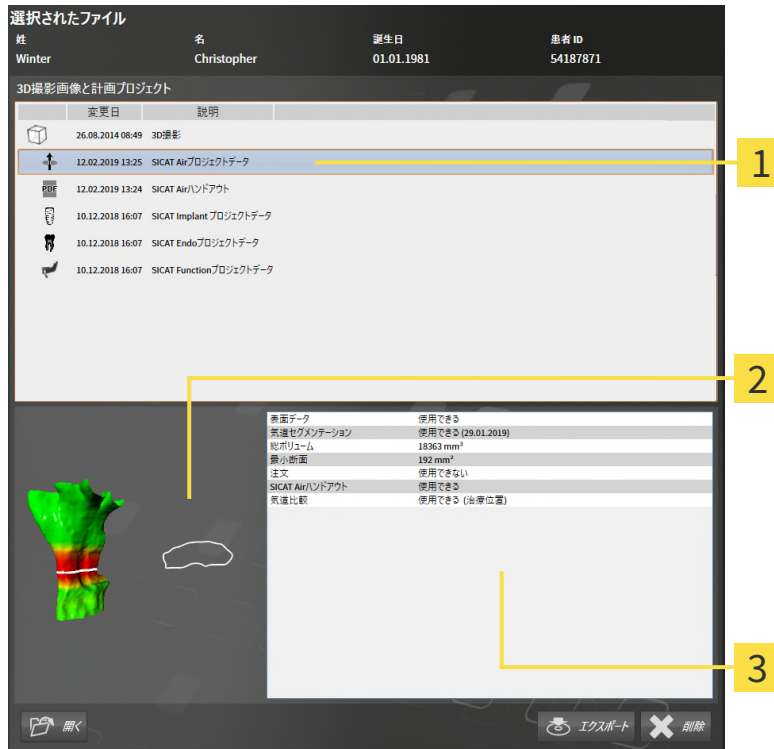 選択されたファイル
姓 名 誕生日 患者 ID
Winter Christopher 01.01.1981 54187871
3D撮影画像と計画プロジェクト
変更日 説明
26.08.2014 08:49 3D撮影
12.02.2019 13:25 SICAT Airプロジェクトデータ
1
PDF 12.02.2019 13:24 SICAT Airハンドアウト
10.12.2018 16:07 SICAT Implant プロジェクトデータ
10.12.2018 16:07 SICAT Endoプロジェクトデータ
10.12.2018 16:07 SICAT Functionプロジェクトデータ
2
表面データ 使用できる
気道セグメンテーション 使用できる (29.01.2019)
総ボリューム 18363 mm³
最小断面 192 mm²
注文 使用できない
SICAT Airハンドアウト 使用できる
気道比較 使用できる (治療位置)
3
開く エクスポート 削除